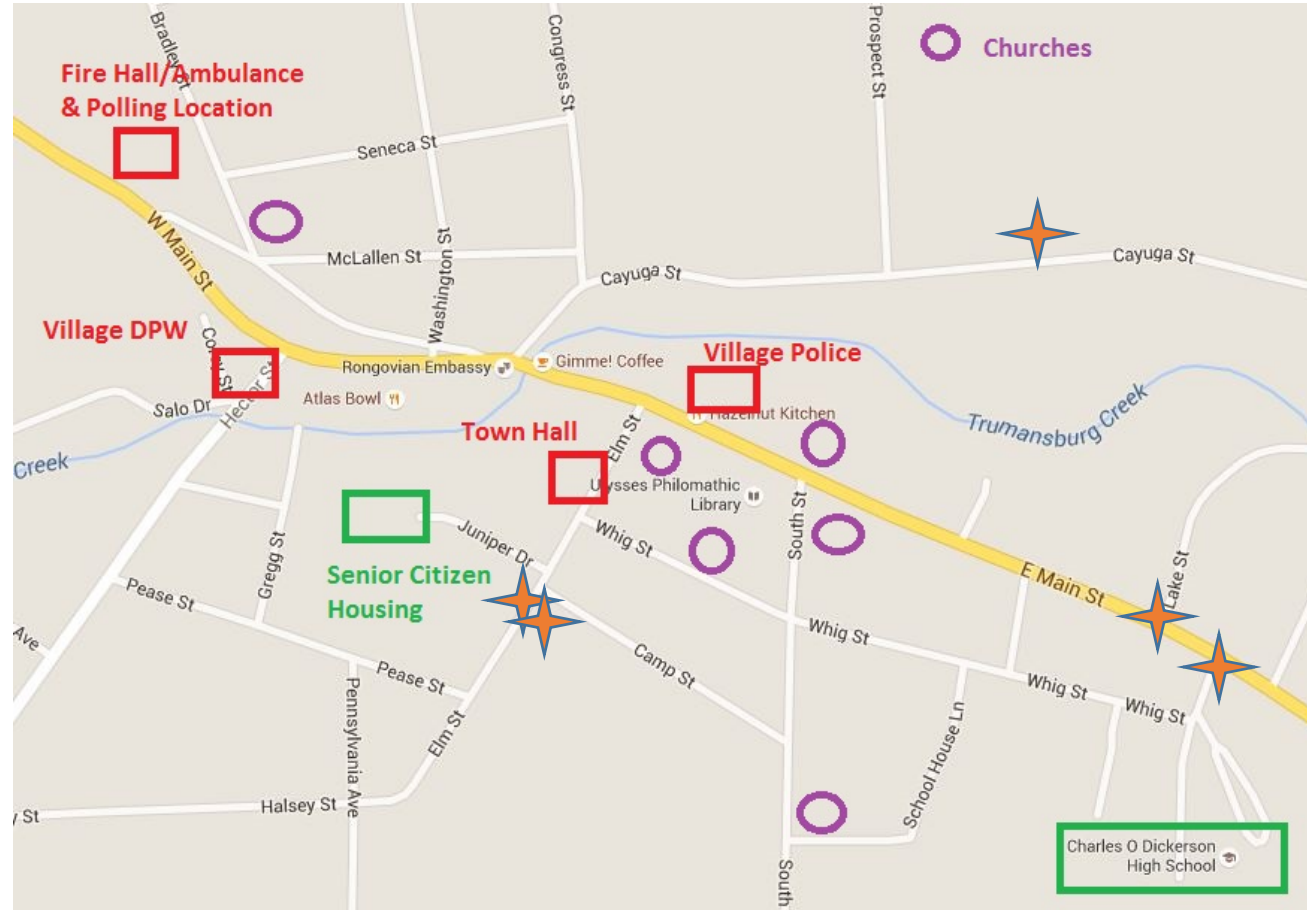 Bradley St
Congress St
Prospect St
Churches
Fire Hall/Ambulance
& Polling Location
Seneca St
W Main St
McLallen St
Washington St
Cayuga St
Cayuga St
Village DPW
Corey St
Hector St
Salo Dr
Rongovian Embassy
Gimme! Coffee
Atlas Bowl
Village Police
Hazelnut Kitchen
Trumansburg Creek
Creek
Town Hall
Elm St
Ulysses Philomathic
Library
South St
Whig St
Juniper Dr
Gregg St
Senior Citizen
Housing
Pease St
E Main St
Lake St
Ave
Whig St
Camp St
Pease St
Whig St
Whig St
Pennsylvania Ave
Elm St
School House Ln
Halsey St
y St
Charles O Dickerson
High School
South